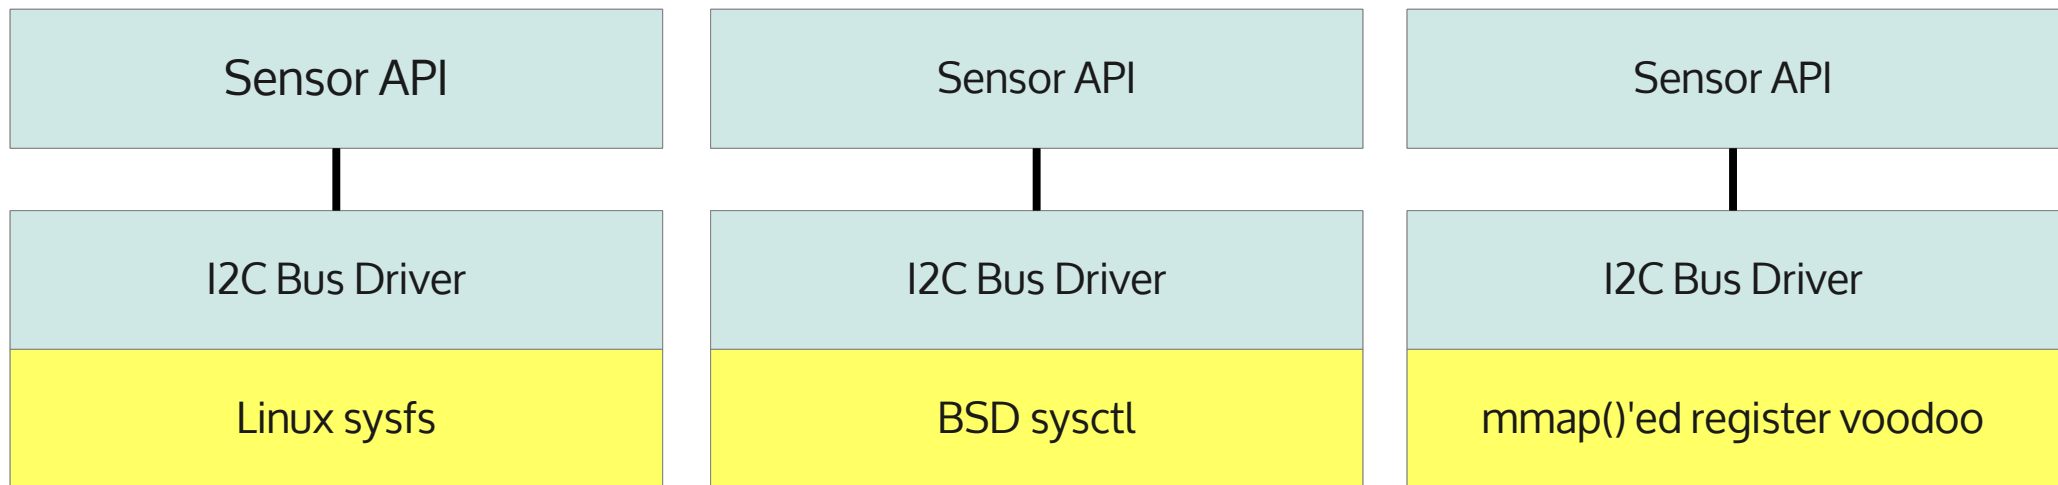 Sensor API
Sensor API
Sensor API
I2C Bus Driver
I2C Bus Driver
I2C Bus Driver
Linux sysfs
BSD sysctl
mmap()'ed register voodoo